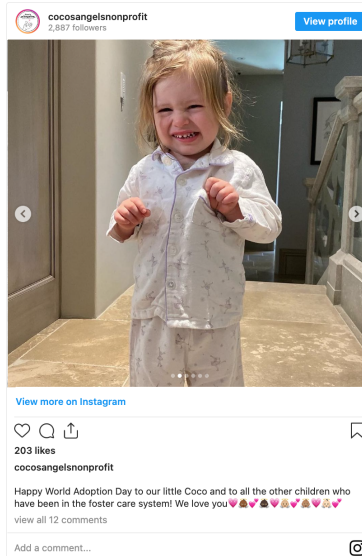 cocosangelsnonprofit
2,887 followers
View profile
View more on Instagram
203 likes
cocosangelsnonprofit
Happy World Adoption Day to our little Coco and to all the other children who
have been in the foster care system! We love you
view all 12 comments
Add a comment...